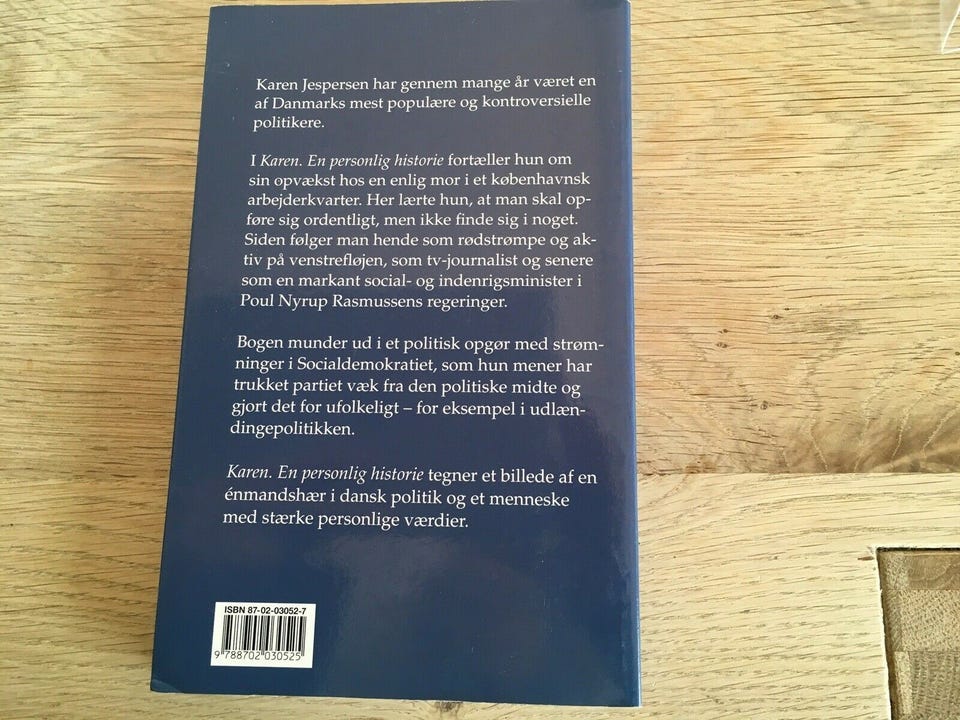 Karen Jespersen har gennem mange år været en
af Danmarks mest populære og kontroversielle
politikere.
I Karen. En personlig historie fortæller hun om
sin opvækst hos en enlig mor i et københavnsk
arbejderkvarter. Her lærte hun, at man skal op-
føre sig ordentligt, men ikke finde sig i noget.
Siden følger man hende som rødstrømpe og ak-
tiv på venstrefløjen, som tv-journalist og senere
som en markant social- og indenrigsminister i
Poul Nyrup Rasmussens regeringer.
Bogen munder ud i et politisk opgør med strøm-
ninger i Socialdemokratiet, som hun mener har
trukket partiet væk fra den politiske midte og
gjort det for ufolkeligt – for eksempel i udlæn-
dingepolitikken.
Karen. En personlig historie tegner et billede af en
énmandshær i dansk politik og et menneske
med stærke personlige værdier.
ISBN 87-02-03052-7
9 788702 030525